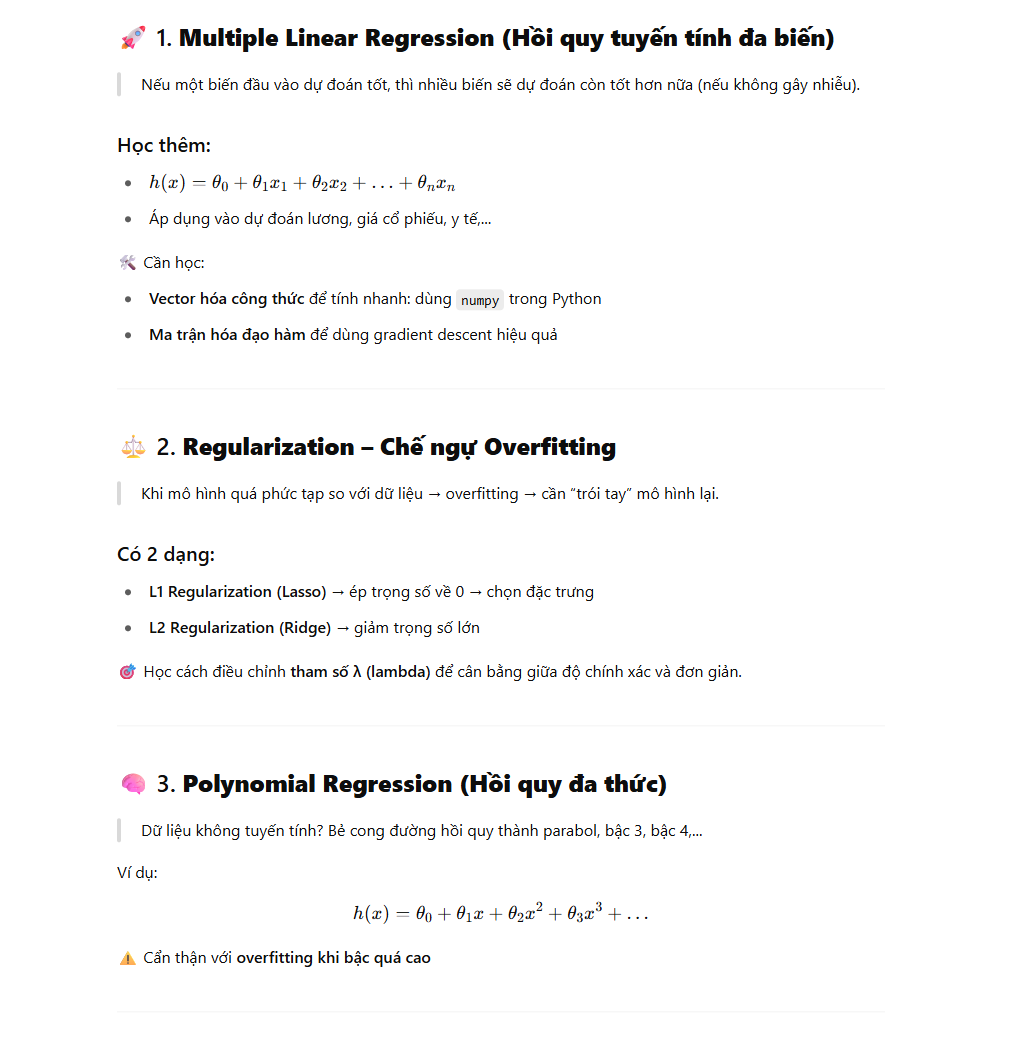 🚀 1. Multiple Linear Regression (Hồi quy tuyến tính đa biến)
Nếu một biến đầu vào dự đoán tốt, thì nhiều biến sẽ dự đoán còn tốt hơn nữa (nếu không gây nhiễu).
Học thêm:
• h(x) = θ₀ + θ₁x₁ + θ₂x₂ + … + θₙxₙ
• Áp dụng vào dự đoán lương, giá cổ phiếu, y tế,...
🛠️ Cần học:
• Vector hóa công thức để tính nhanh: dùng numpy trong Python
• Ma trận hóa đạo hàm để dùng gradient descent hiệu quả
⚖️ 2. Regularization – Chế ngự Overfitting
Khi mô hình quá phức tạp so với dữ liệu → overfitting → cần “trói tay” mô hình lại.
Có 2 dạng:
• L1 Regularization (Lasso) → ép trọng số về 0 → chọn đặc trưng
• L2 Regularization (Ridge) → giảm trọng số lớn
🎯 Học cách điều chỉnh tham số λ (lambda) để cân bằng giữa độ chính xác và đơn giản.
🧠 3. Polynomial Regression (Hồi quy đa thức)
Dữ liệu không tuyến tính? Bẻ cong đường hồi quy thành parabol, bậc 3, bậc 4,...
Ví dụ:
h(x) = θ₀ + θ₁x + θ₂x² + θ₃x³ + …
⚠️ Cẩn thận với overfitting khi bậc quá cao